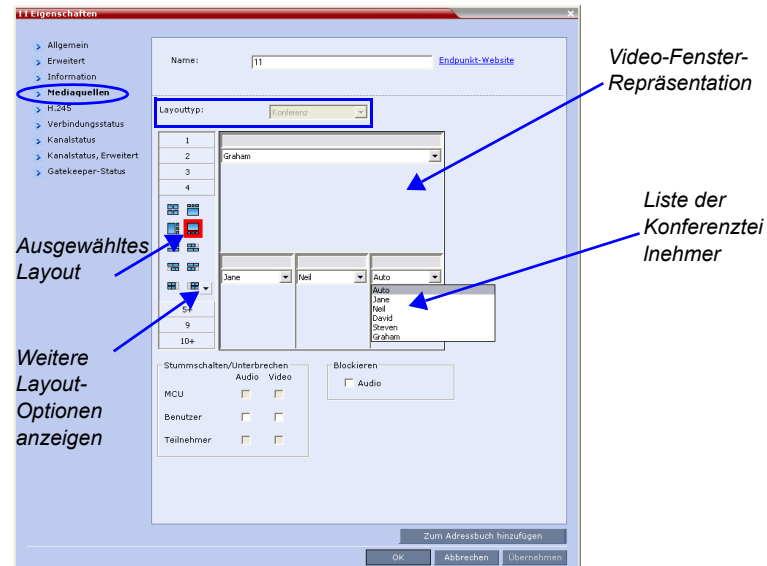 11 Eigenschaften
Allgemein
Erweitert
Information
Mediaquellen
H.245
Verbindungsstatus
Kanalstatus
Kanalstatus, Erweitert
Gatekeeper-Status
Name:
11
Endpunkt-Website
Layouttyp:
Konferenz
1
2
3
4
5+
9
10+
Graham
Jane
Neil
Auto
Auto
Jane
Neil
David
Steven
Graham
Stummschalten/Unterbrechen
Audio Video
MCU
Benutzer
Teilnehmer
Blockieren
Audio
Zum Adressbuch hinzufügen
OK
Abbrechen
Übernehmen
Video-Fenster-
Repräsentation
Liste der
Konferenztei
lnehmer
Ausgewähltes
Layout
Weitere
Layout-
Optionen
anzeigen